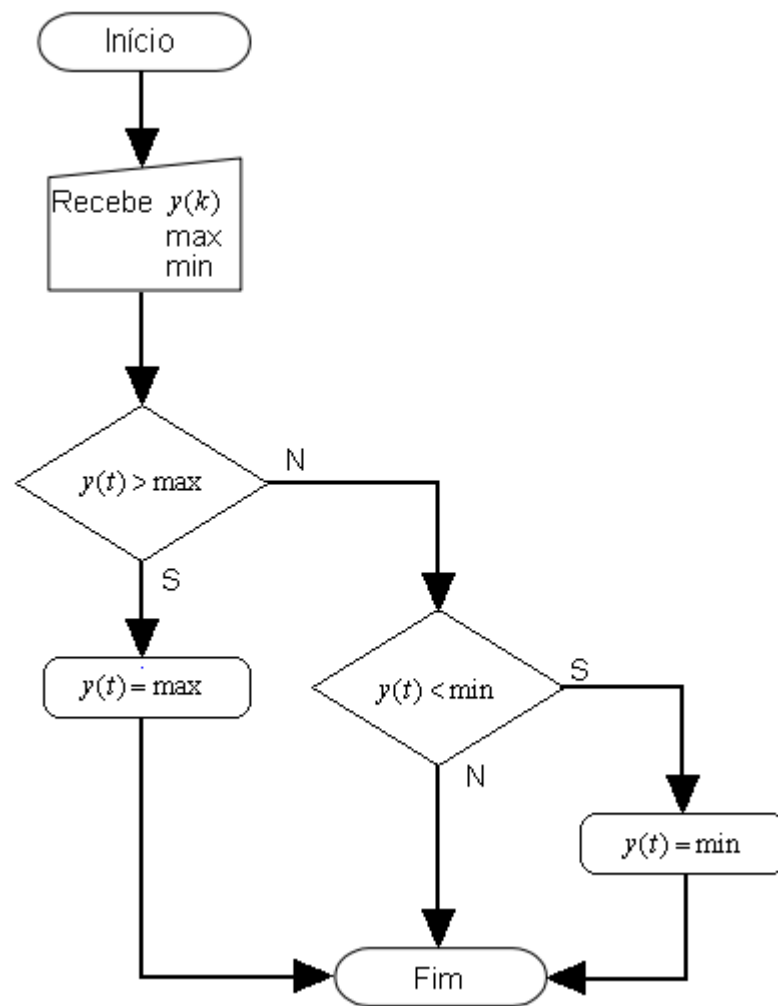 Início
Recebe y(k)
max
min
y(t) > max
N
S
y(t) = max
y(t) < min
S
N
y(t) = min
Fim